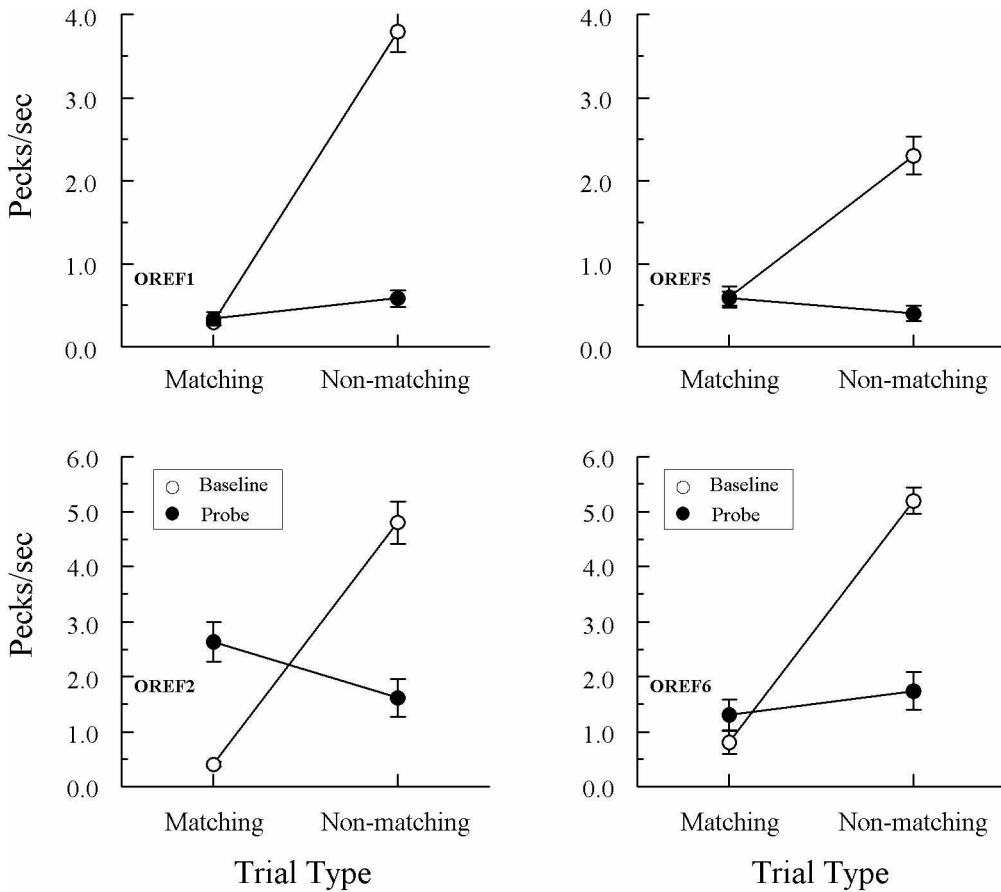 4.0
3.0
2.0
1.0
0.0
Pecks/sec
OREF1
Matching Non-matching
4.0
3.0
2.0
1.0
0.0
Pecks/sec
OREF5
Matching Non-matching
6.0
5.0
4.0
3.0
2.0
1.0
0.0
Pecks/sec
Baseline
Probe
OREF2
Matching Non-matching
Trial Type
6.0
5.0
4.0
3.0
2.0
1.0
0.0
Pecks/sec
Baseline
Probe
OREF6
Matching Non-matching
Trial Type